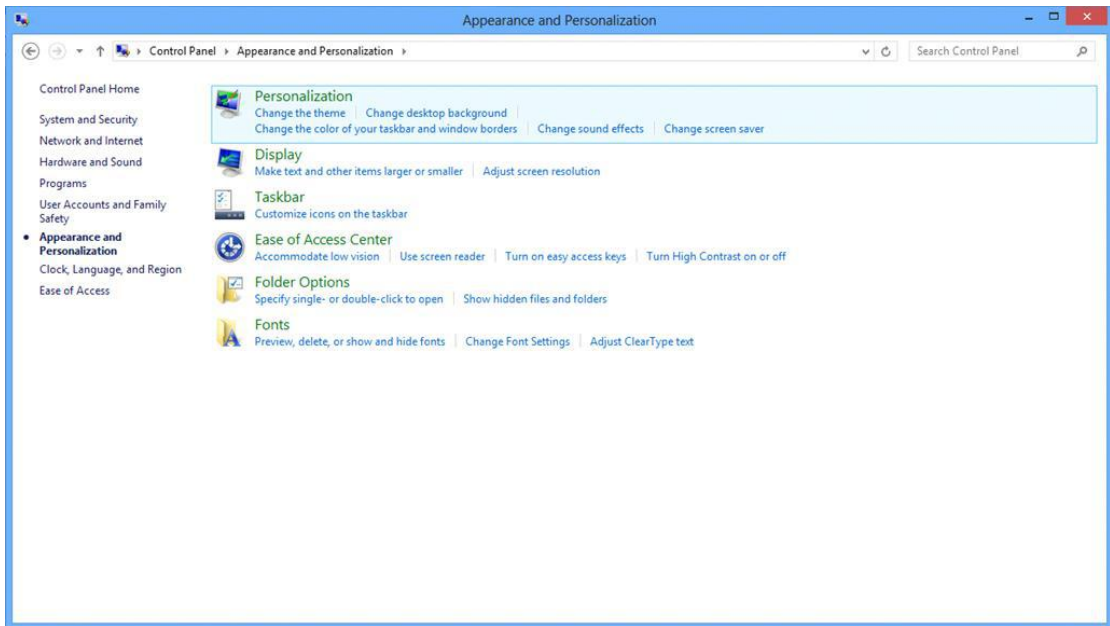 Appearance and Personalization
Control Panel Appearance and Personalization
Search Control Panel
Control Panel Home
System and Security
Network and Internet
Hardware and Sound
Programs
User Accounts and Family
Safety
Appearance and
Personalization
Clock, Language, and Region
Ease of Access
Personalization
Change the theme Change desktop background
Change the color of your taskbar and window borders Change sound effects Change screen saver
Display
Make text and other items larger or smaller Adjust screen resolution
Taskbar
Customize icons on the taskbar
Ease of Access Center
Accommodate low vision Use screen reader Turn on easy access keys Turn High Contrast on or off
Folder Options
Specify single- or double-click to open Show hidden files and folders
Fonts
Preview, delete, or show and hide fonts Change Font Settings Adjust ClearType text